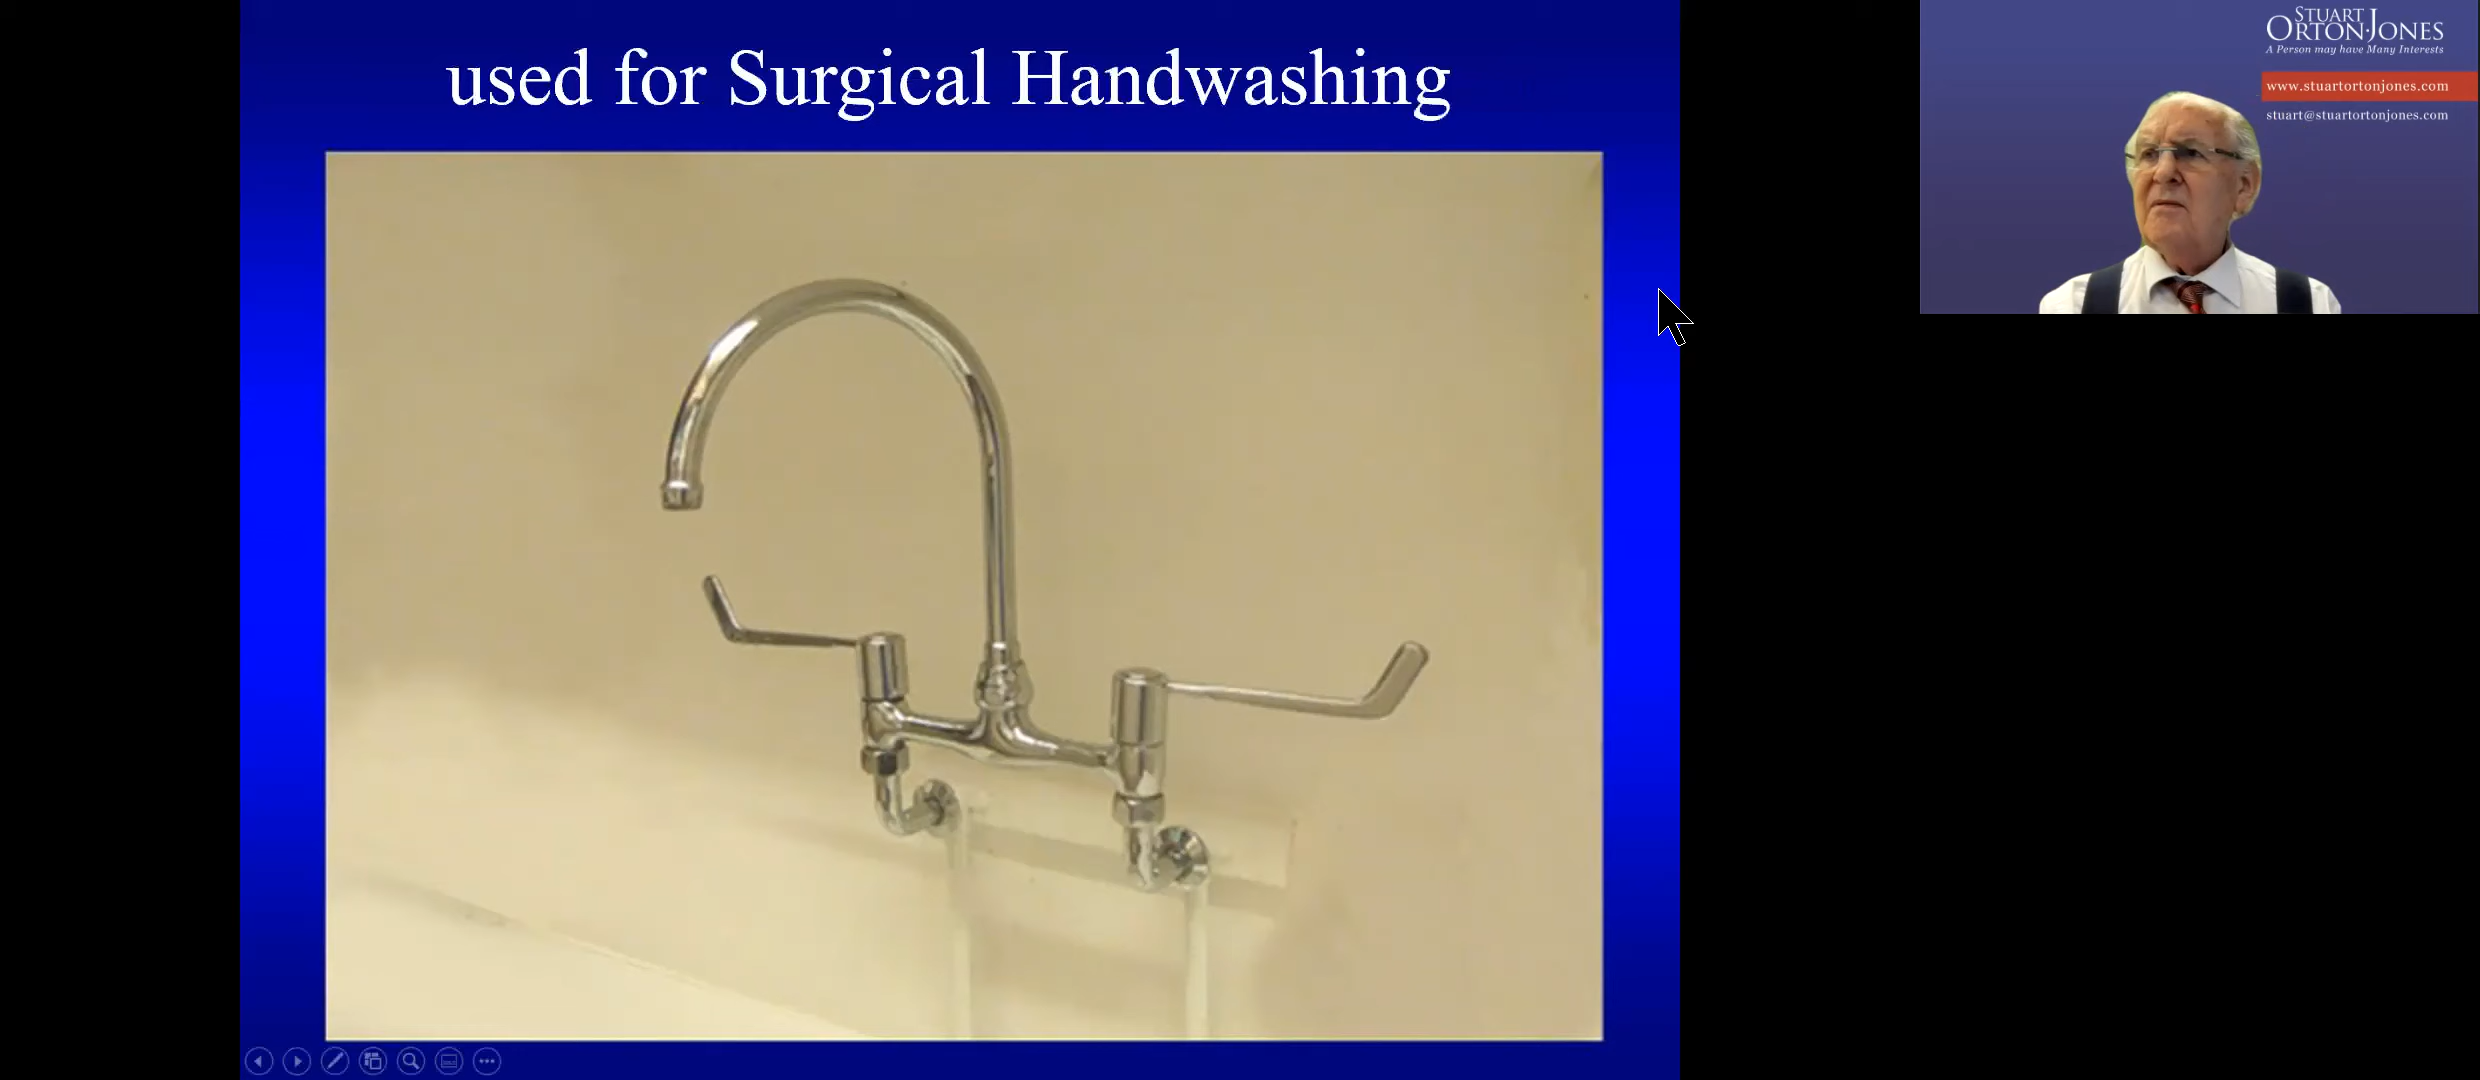 used for Surgical Handwashing
STUART
ORTON-JONES
A Person may have Many Interests
www.stuartortonjones.com
stuart@stuartortonjones.com